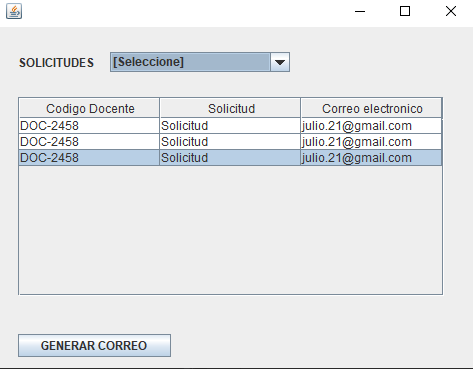 SOLICITUDES [Seleccione]
Codigo Docente Solicitud Correo electronico
DOC-2458 Solicitud julio.21@gmail.com
DOC-2458 Solicitud julio.21@gmail.com
DOC-2458 Solicitud julio.21@gmail.com
GENERAR CORREO